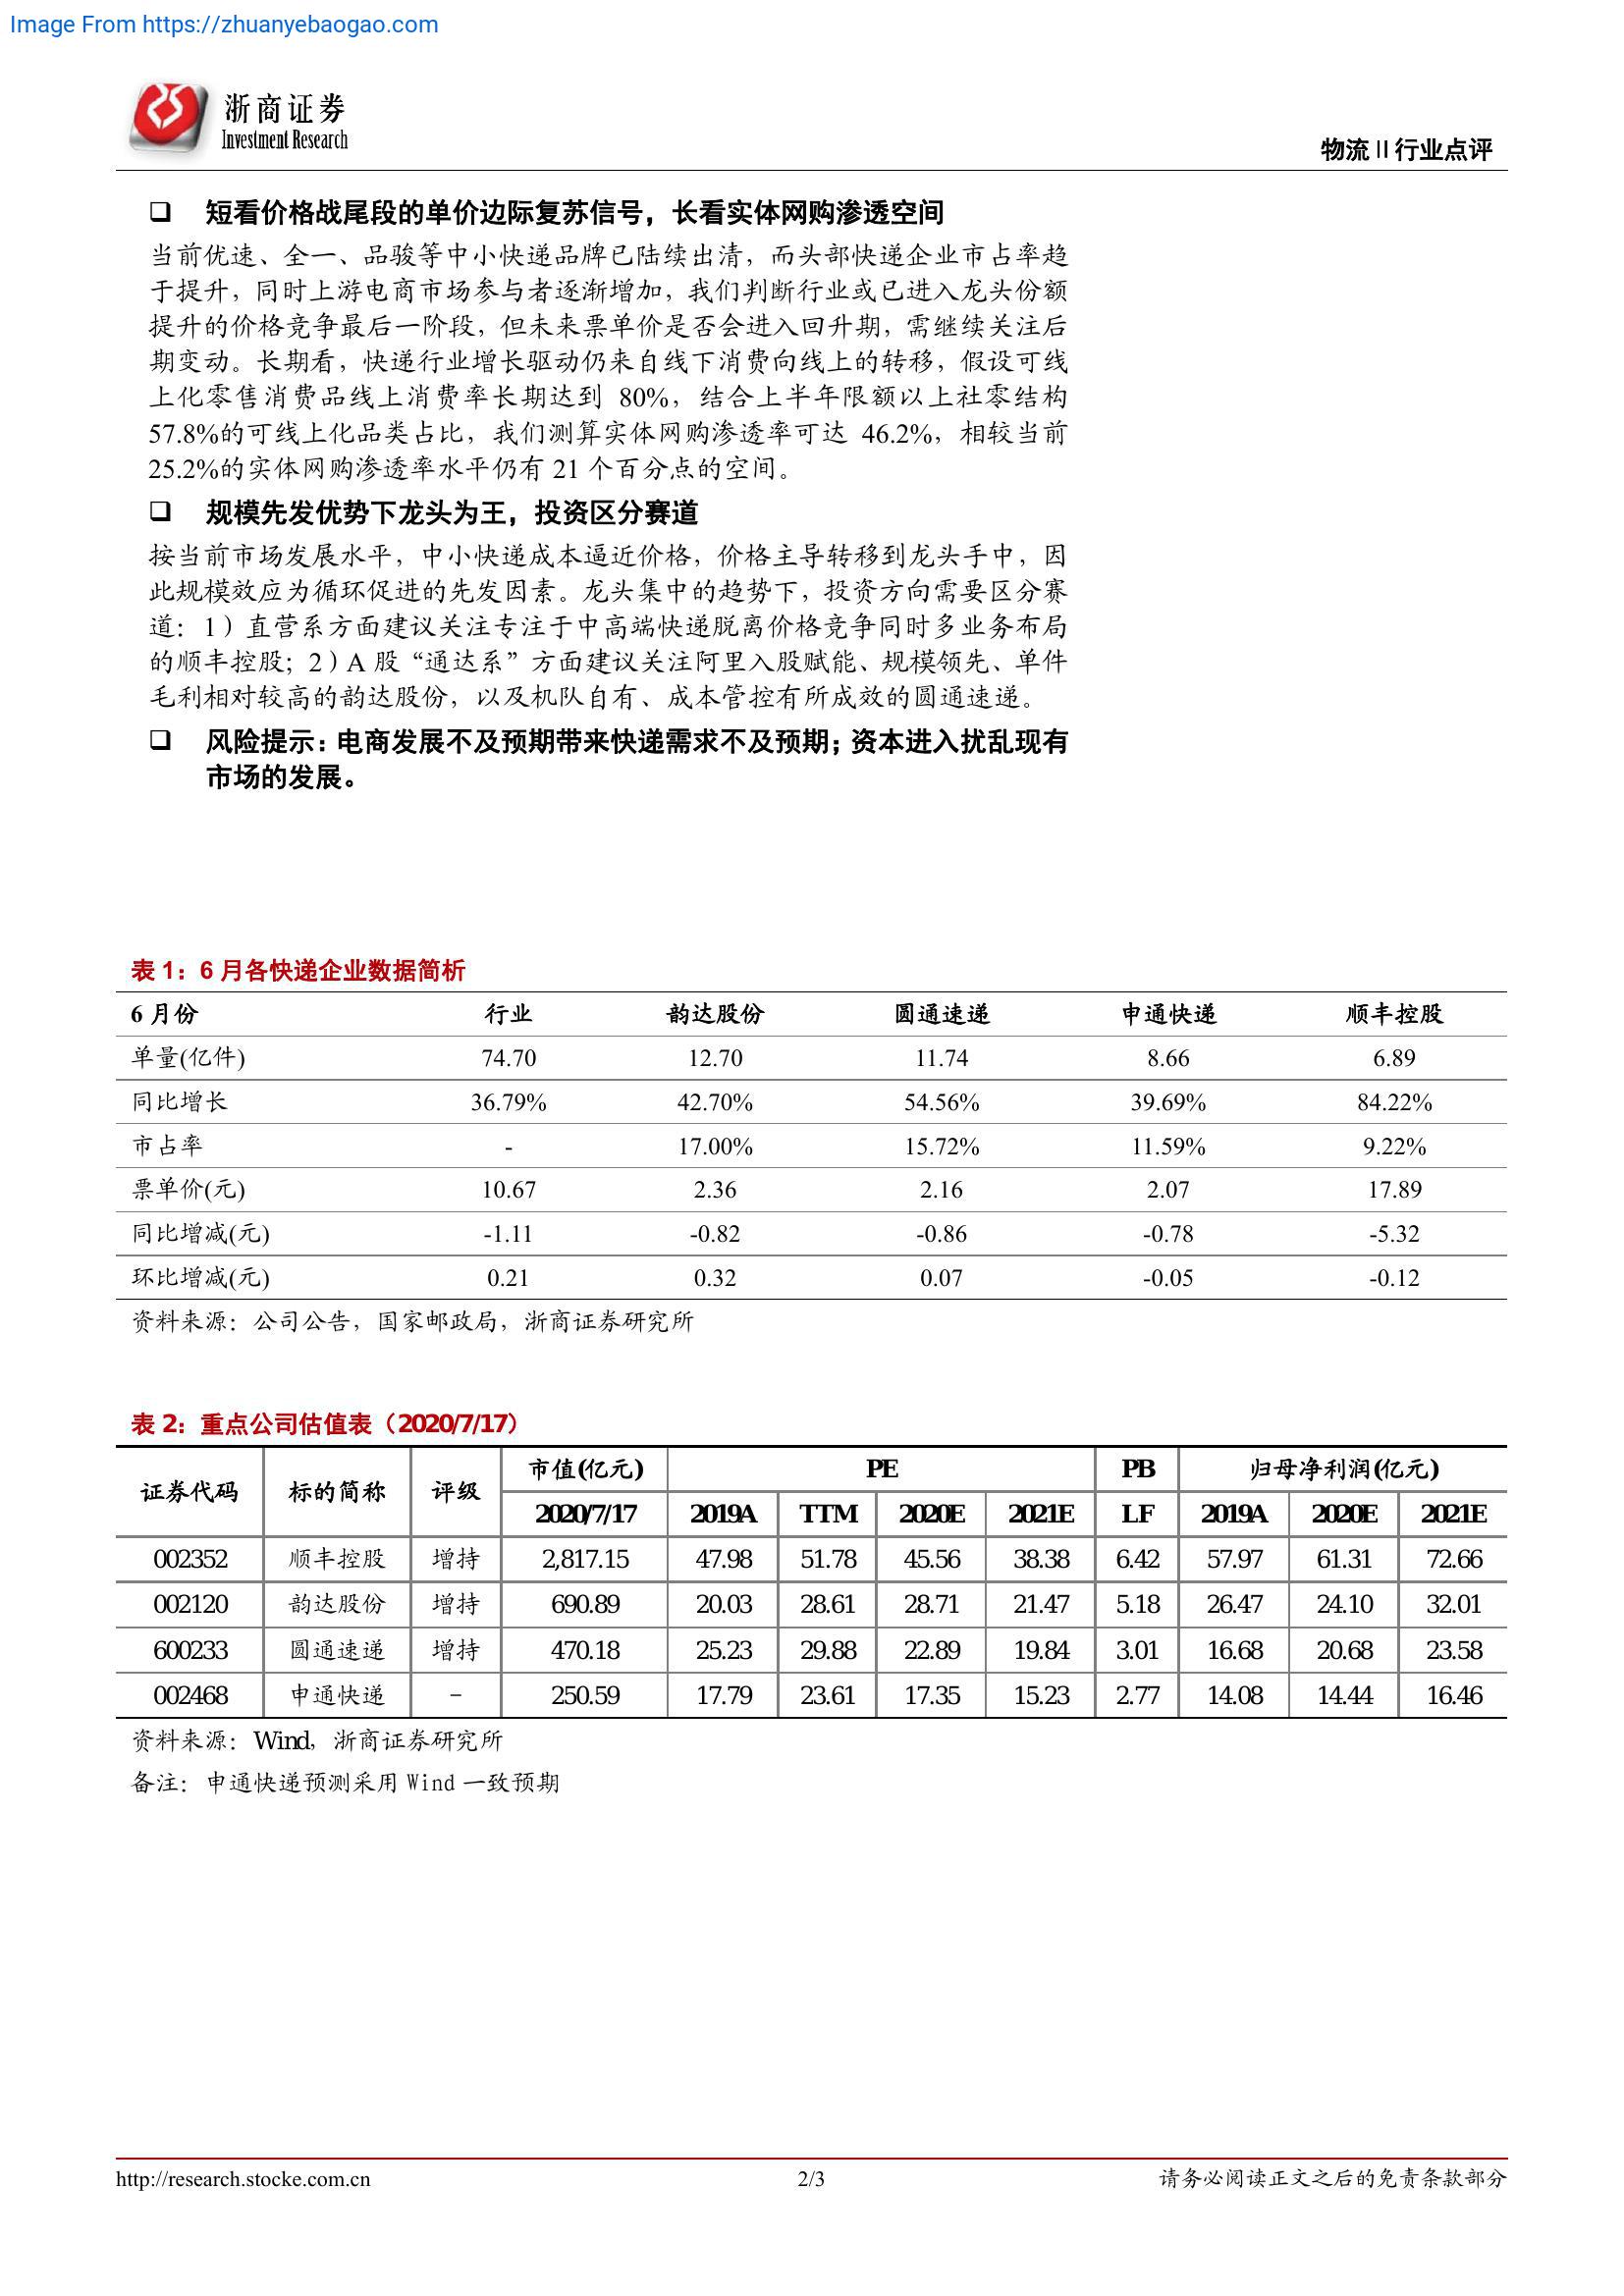 Image From https://zhuanyebaogao.com
浙商证券
Investment Research
物流Ⅱ行业点评
❑ 短看价格战尾段的单价边际复苏信号，长看实体网购渗透空间
当前优速、全一、品骏等中小快递品牌已陆续出清，而头部快递企业市占率趋
于提升，同时上游电商市场参与者逐渐增加，我们判断行业或已进入龙头份额
提升的价格竞争最后一阶段，但未来票单价是否会进入回升期，需继续关注后
期变动。长期看，快递行业增长驱动仍来自线下消费向线上的转移，假设可线
上化零售消费品线上消费率长期达到 80%，结合上半年限额以上社零结构
57.8%的可线上化品类占比，我们测算实体网购渗透率可达 46.2%，相较当前
25.2%的实体网购渗透率水平仍有 21 个百分点的空间。
❑ 规模先发优势下龙头为王，投资区分赛道
按当前市场发展水平，中小快递成本逼近价格，价格主导转移到龙头手中，因
此规模效应为循环促进的先发因素。龙头集中的趋势下，投资方向需要区分赛
道：1）直营系方面建议关注专注于中高端快递脱离价格竞争同时多业务布局
的顺丰控股；2）A 股“通达系”方面建议关注阿里入股赋能、规模领先、单件
毛利相对较高的韵达股份，以及机队自有、成本管控有所成效的圆通速递。
❑ 风险提示：电商发展不及预期带来快递需求不及预期；资本进入扰乱现有
市场的发展。
表 1：6 月各快递企业数据简析
6 月份 行业 韵达股份 圆通速递 申通快递 顺丰控股
单量(亿件) 74.70 12.70 11.74 8.66 6.89
同比增长 36.79% 42.70% 54.56% 39.69% 84.22%
市占率 - 17.00% 15.72% 11.59% 9.22%
票单价(元) 10.67 2.36 2.16 2.07 17.89
同比增减(元) -1.11 -0.82 -0.86 -0.78 -5.32
环比增减(元) 0.21 0.32 0.07 -0.05 -0.12
资料来源：公司公告，国家邮政局，浙商证券研究所
表 2：重点公司估值表（2020/7/17）
证券代码 标的简称 评级 市值(亿元) PE PB 归母净利润(亿元)
2020/7/17 2019A TTM 2020E 2021E LF 2019A 2020E 2021E
002352 顺丰控股 增持 2,817.15 47.98 51.78 45.56 38.38 6.42 57.97 61.31 72.66
002120 韵达股份 增持 690.89 20.03 28.61 28.71 21.47 5.18 26.47 24.10 32.01
600233 圆通速递 增持 470.18 25.23 29.88 22.89 19.84 3.01 16.68 20.68 23.58
002468 申通快递 - 250.59 17.79 23.61 17.35 15.23 2.77 14.08 14.44 16.46
资料来源：Wind，浙商证券研究所
备注：申通快递预测采用 Wind 一致预期
http://research.stocke.com.cn 2/3 请务必阅读正文之后的免责条款部分